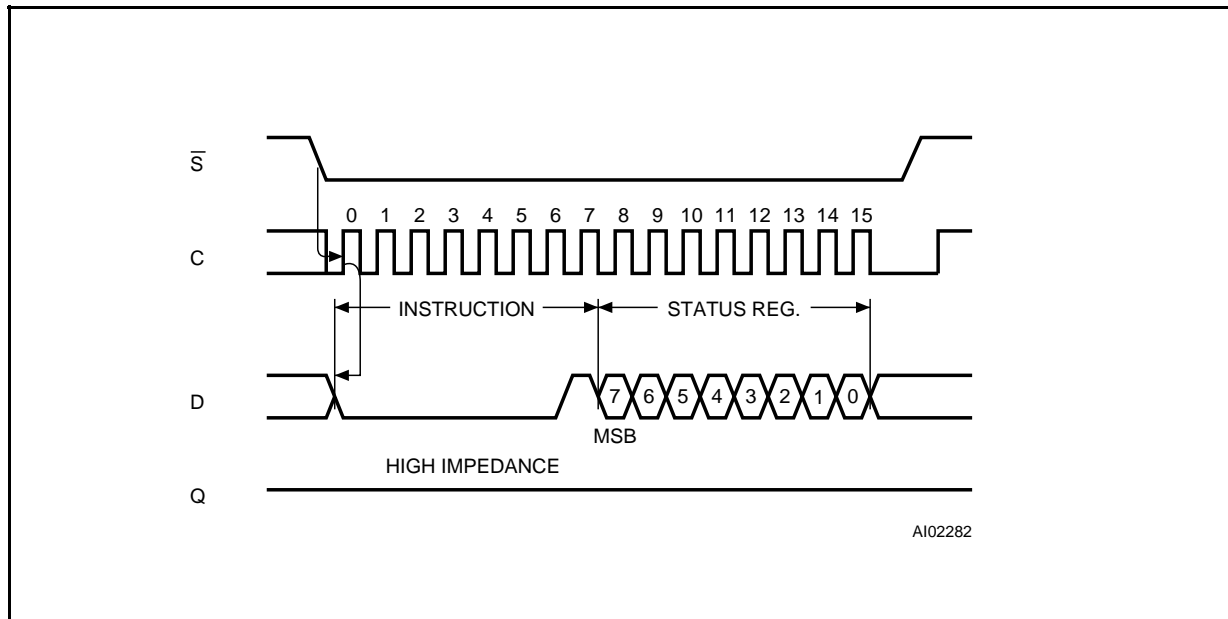 S̅
0 1 2 3 4 5 6 7 8 9 10 11 12 13 14 15
C
INSTRUCTION STATUS REG.
D
7 6 5 4 3 2 1 0
MSB
HIGH IMPEDANCE
Q
AI02282